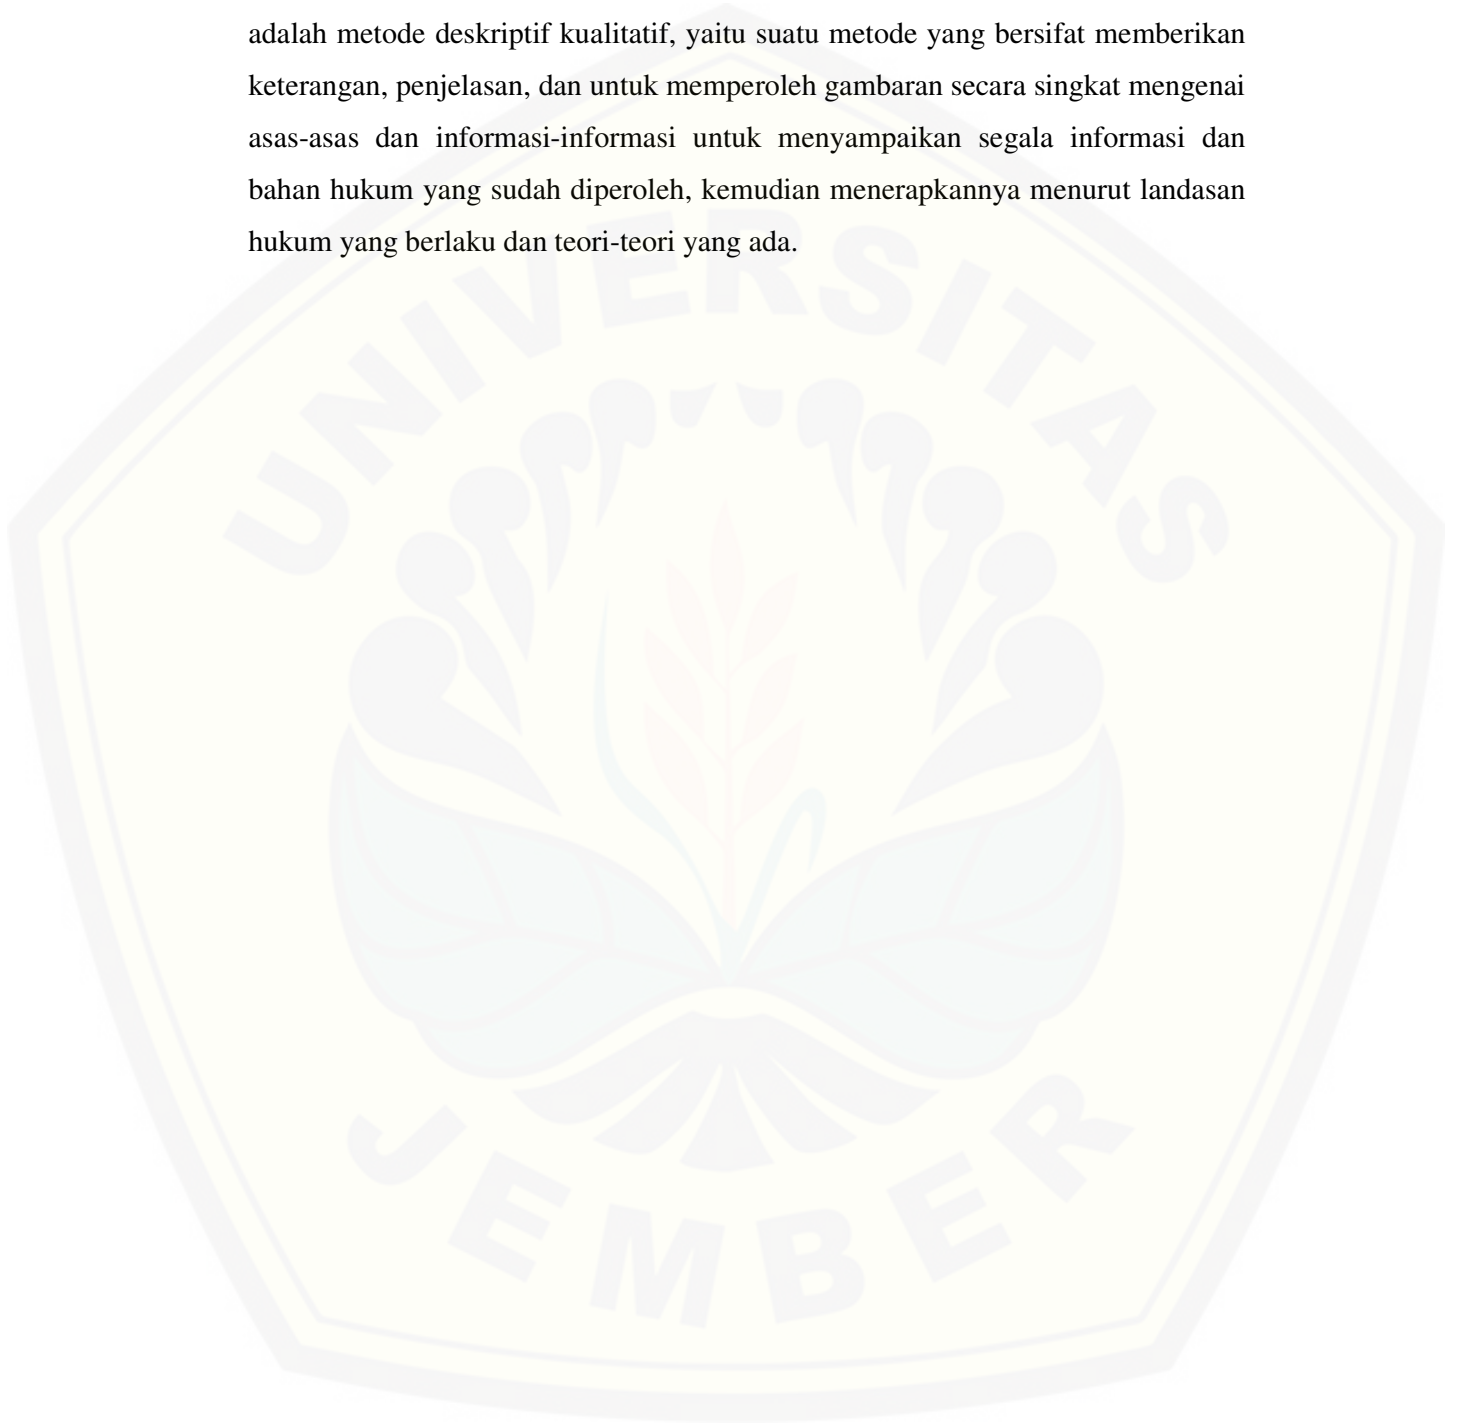 adalah metode deskriptif kualitatif, yaitu suatu metode yang bersifat memberikan
keterangan, penjelasan, dan untuk memperoleh gambaran secara singkat mengenai
asas-asas dan informasi-informasi untuk menyampaikan segala informasi dan
bahan hukum yang sudah diperoleh, kemudian menerapkannya menurut landasan
hukum yang berlaku dan teori-teori yang ada.
UNIVERSITAS
JEMBER